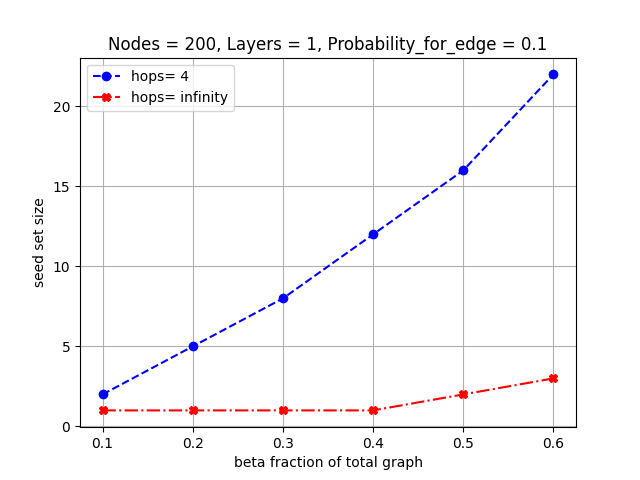 Nodes = 200, Layers = 1, Probability_for_edge = 0.1
hops= 4
hops= infinity
20
15
10
5
0
seed set size
0.1 0.2 0.3 0.4 0.5 0.6
beta fraction of total graph